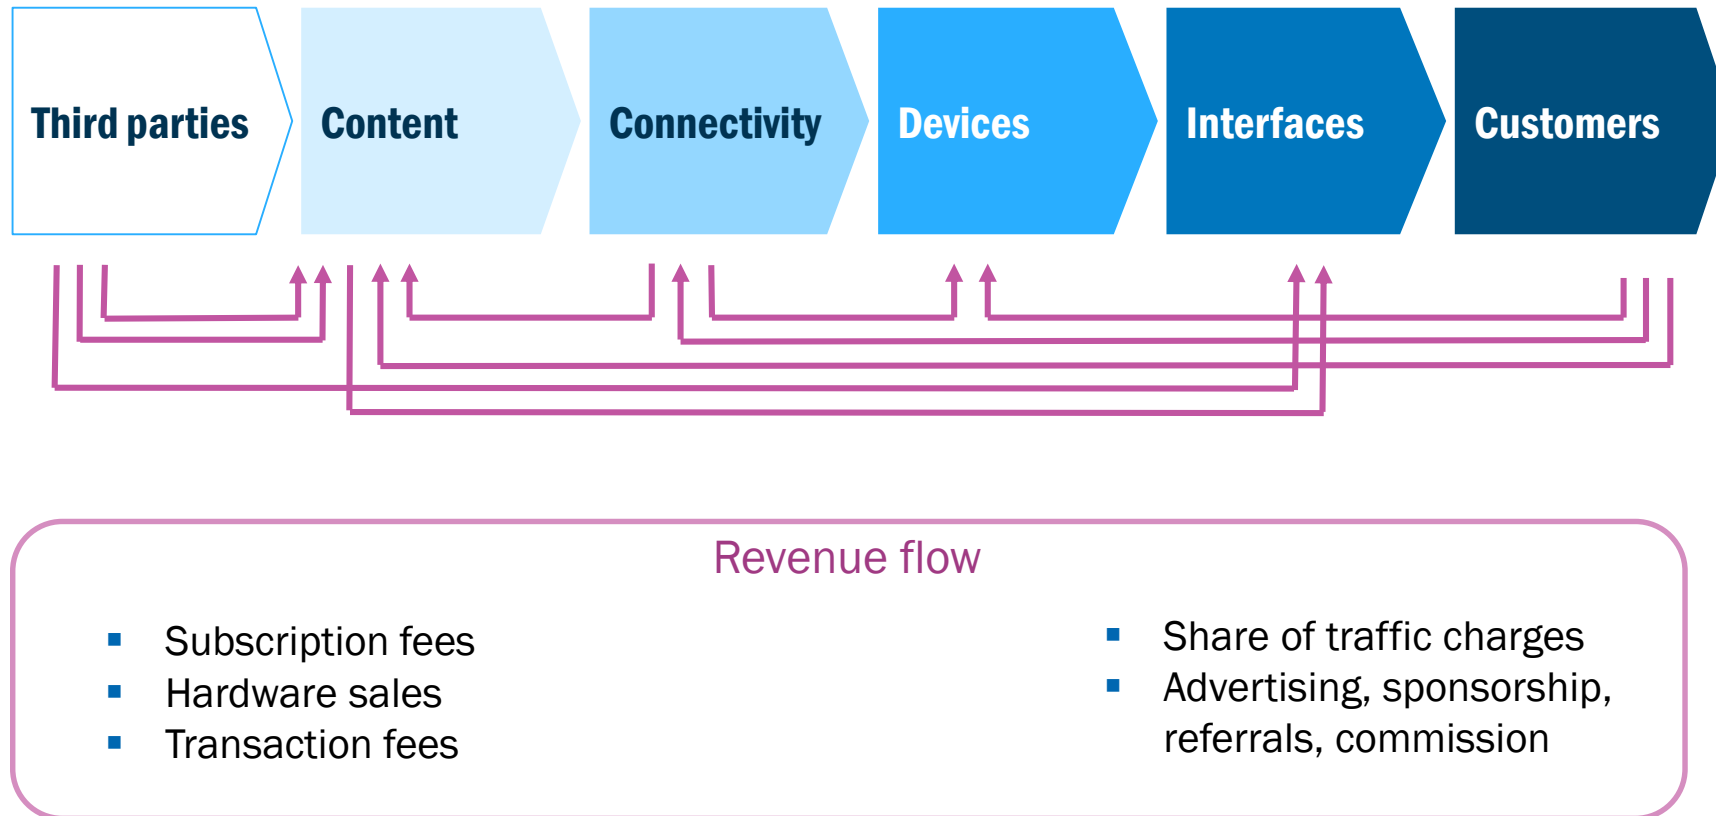 Third parties
Content
Connectivity
Devices
Interfaces
Customers
Revenue flow
Subscription fees
Hardware sales
Transaction fees
Share of traffic charges
Advertising, sponsorship,
referrals, commission